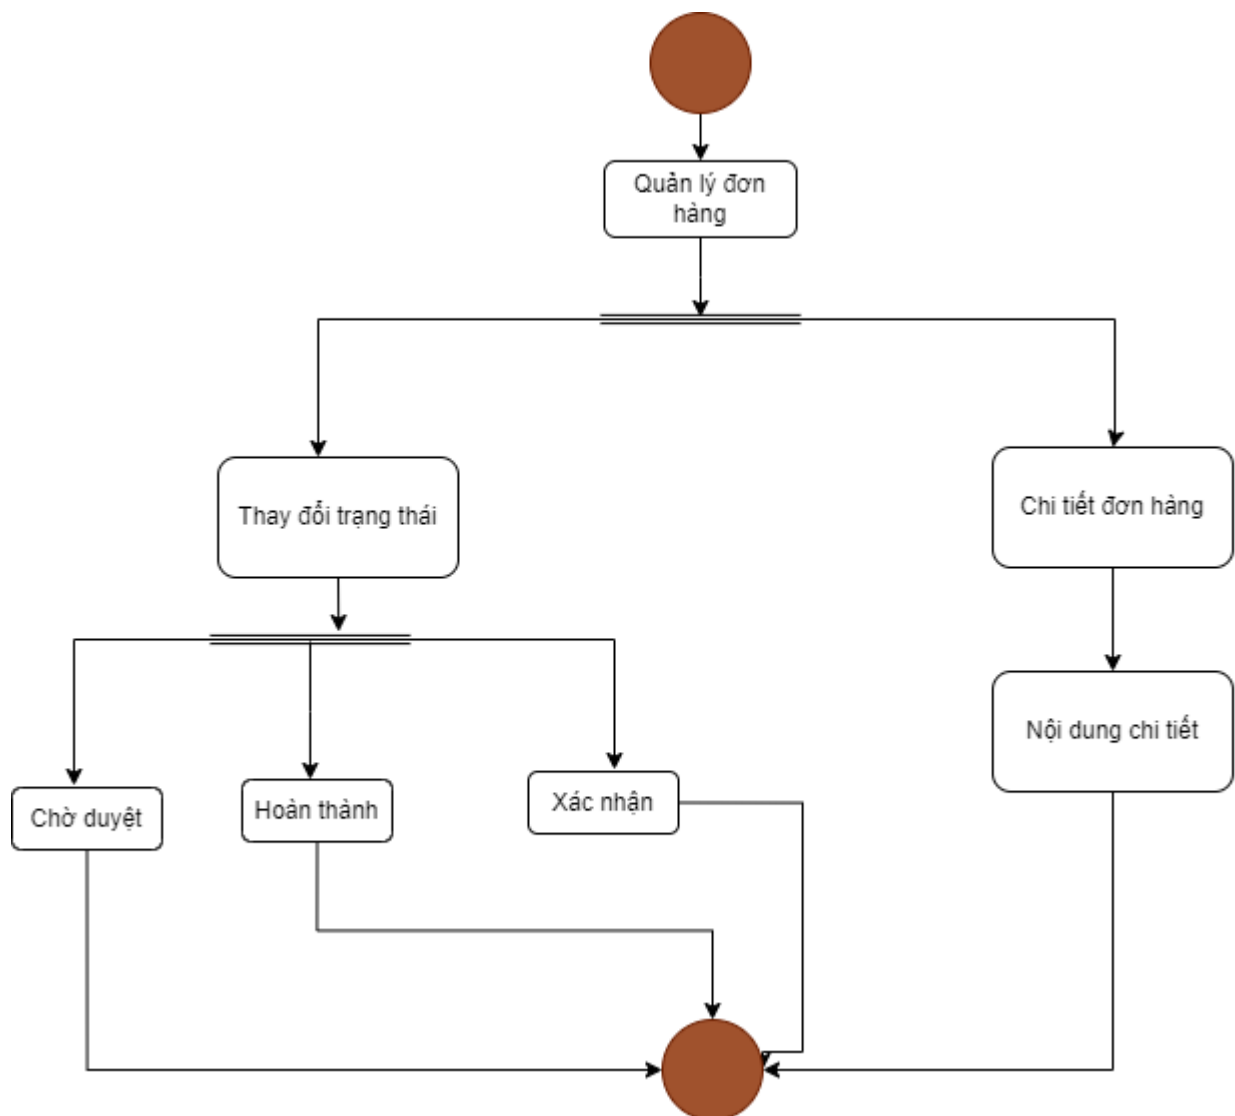 Quản lý đơn
hàng
Thay đổi trạng thái
Chi tiết đơn hàng
Nội dung chi tiết
Chờ duyệt
Hoàn thành
Xác nhận